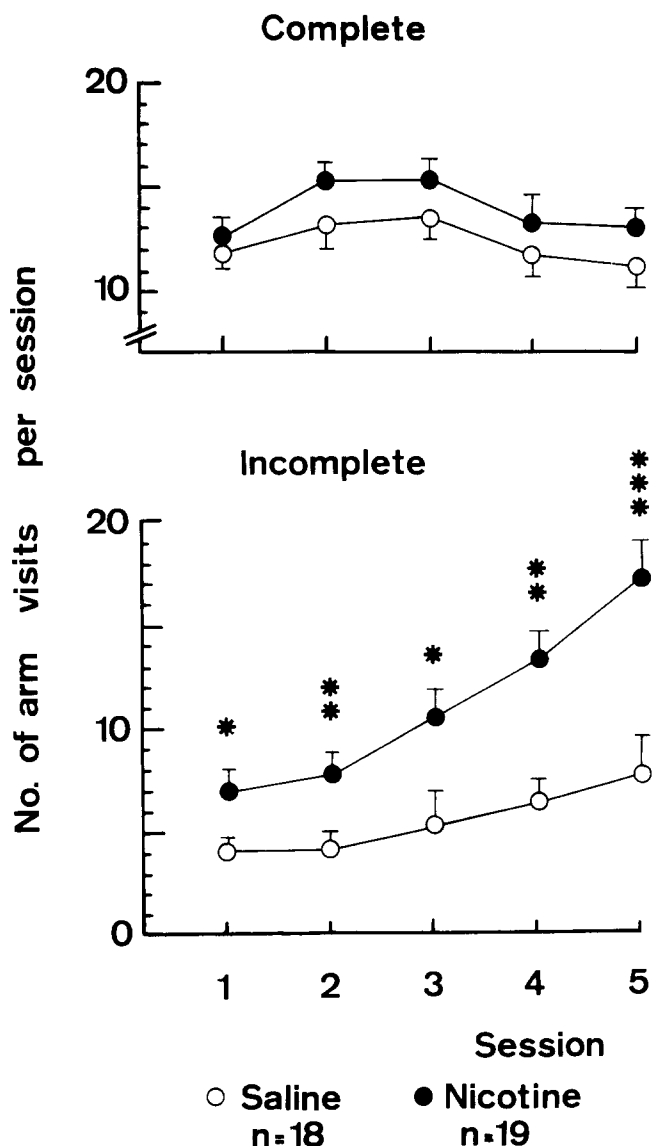 Complete
20
10
No. of arm visits per session
Incomplete
20
10
0
*
* *
*
* *
* * *
1 2 3 4 5
Session
○ Saline ● Nicotine
n=18 n=19